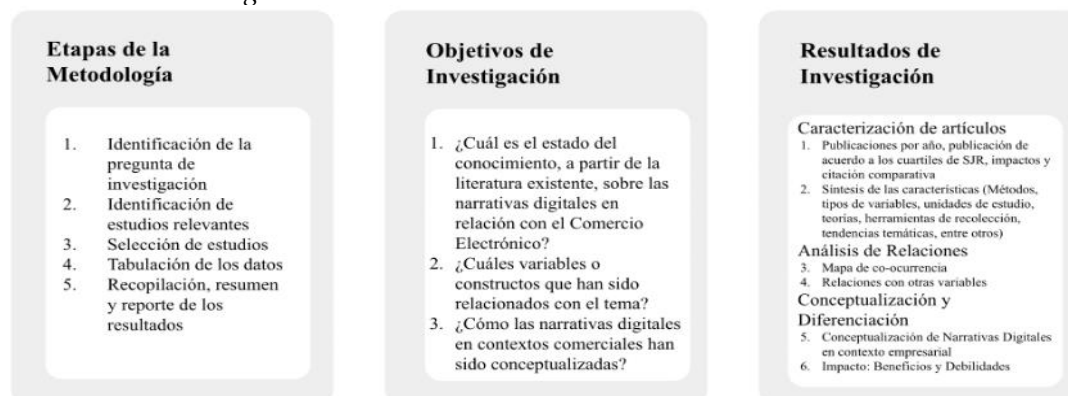 Etapas de la
Metodología
1. Identificación de la
pregunta de
investigación
2. Identificación de
estudios relevantes
3. Selección de estudios
4. Tabulación de los datos
5. Recopilación, resumen
y reporte de los
resultados
Objetivos de
Investigación
1. ¿Cuál es el estado del
conocimiento, a partir de la
literatura existente, sobre las
narrativas digitales en
relación con el Comercio
Electrónico?
2. ¿Cuáles variables o
constructos que han sido
relacionados con el tema?
3. ¿Cómo las narrativas digitales
en contextos comerciales han
sido conceptualizadas?
Resultados de
Investigación
Caracterización de artículos
1. Publicaciones por año, publicación de
acuerdo a los cuartiles de SJR, impactos y
citación comparativa
2. Síntesis de las características (Métodos,
tipos de variables, unidades de estudio,
teorías, herramientas de recolección,
tendencias temáticas, entre otros)
Análisis de Relaciones
3. Mapa de co-ocurrencia
4. Relaciones con otras variables
Conceptualización y
Diferenciación
5. Conceptualización de Narrativas Digitales
en contexto empresarial
6. Impacto: Beneficios y Debilidades